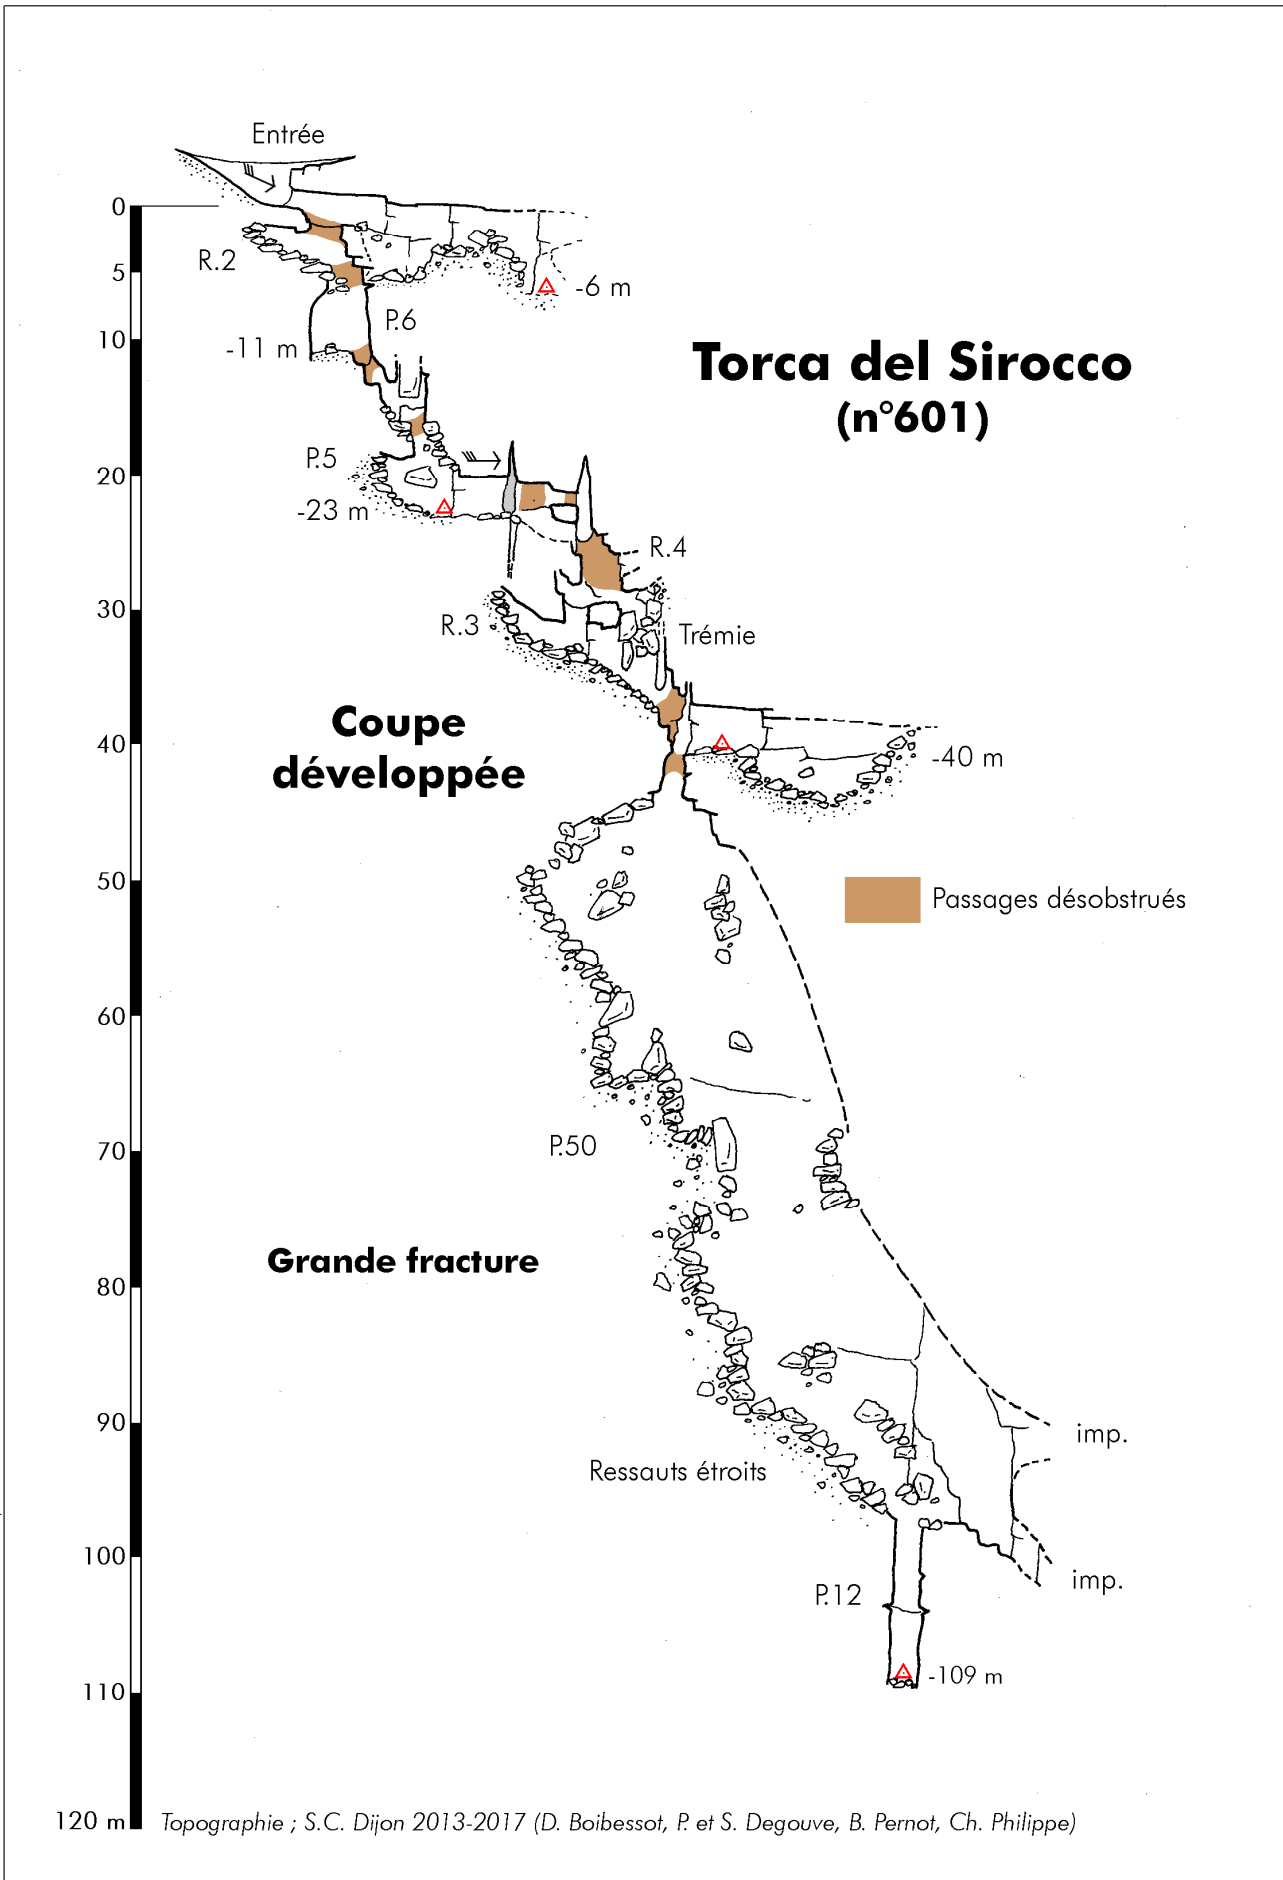 Entrée
0
R.2
5
-6 m
P.6
10
-11 m
Torca del Sirocco
(n°601)
P.5
20
-23 m
R.4
30
R.3
Trémie
Coupe
développée
40
-40 m
50
Passages désobstrués
60
P.50
70
Grande fracture
80
90
imp.
Ressauts étroits
100
imp.
P.12
-109 m
110
120 m
Topographie ; S.C. Dijon 2013-2017 (D. Boibessot, P. et S. Degouve, B. Pernot, Ch. Philippe)